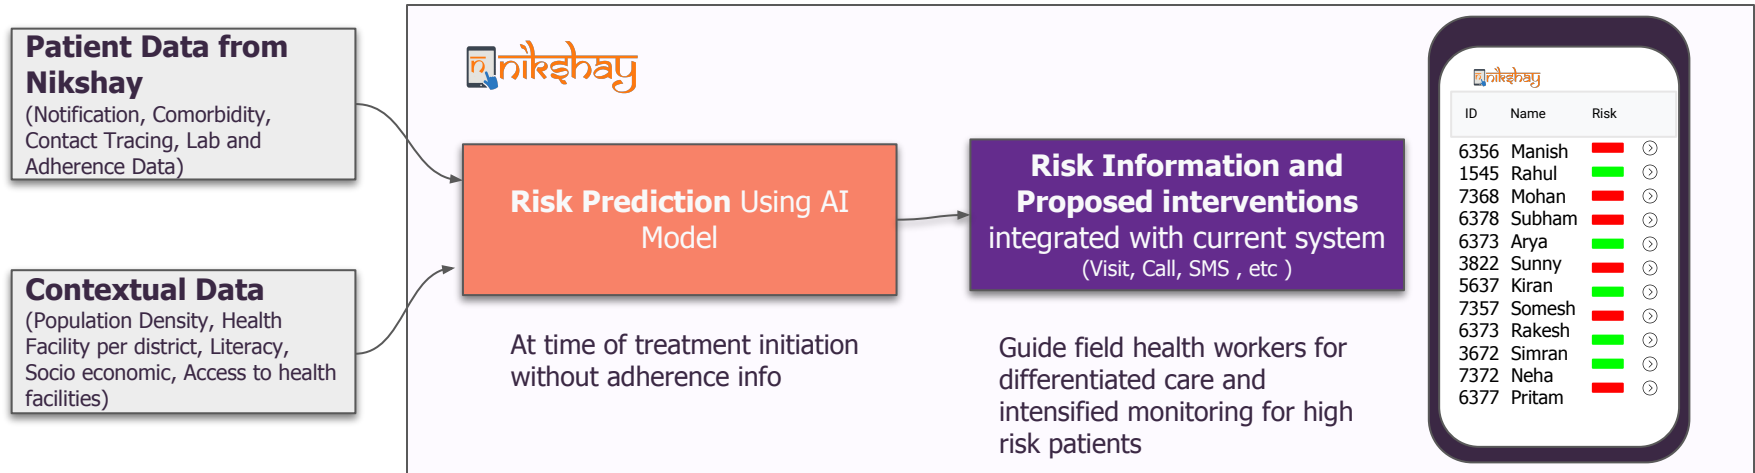 Patient Data from
Nikshay
(Notification, Comorbidity,
Contact Tracing, Lab and
Adherence Data)
Contextual Data
(Population Density, Health
Facility per district, Literacy,
Socio economic, Access to health
facilities)
n nikshay
Risk Prediction Using AI
Model
At time of treatment initiation
without adherence info
Risk Information and
Proposed interventions
integrated with current system
(Visit, Call, SMS , etc )
Guide field health workers for
differentiated care and
intensified monitoring for high
risk patients
nikshay
ID Name Risk
6356 Manish
1545 Rahul
7368 Mohan
6378 Subham
6373 Arya
3822 Sunny
5637 Kiran
7357 Somesh
6373 Rakesh
3672 Simran
7372 Neha
6377 Pritam